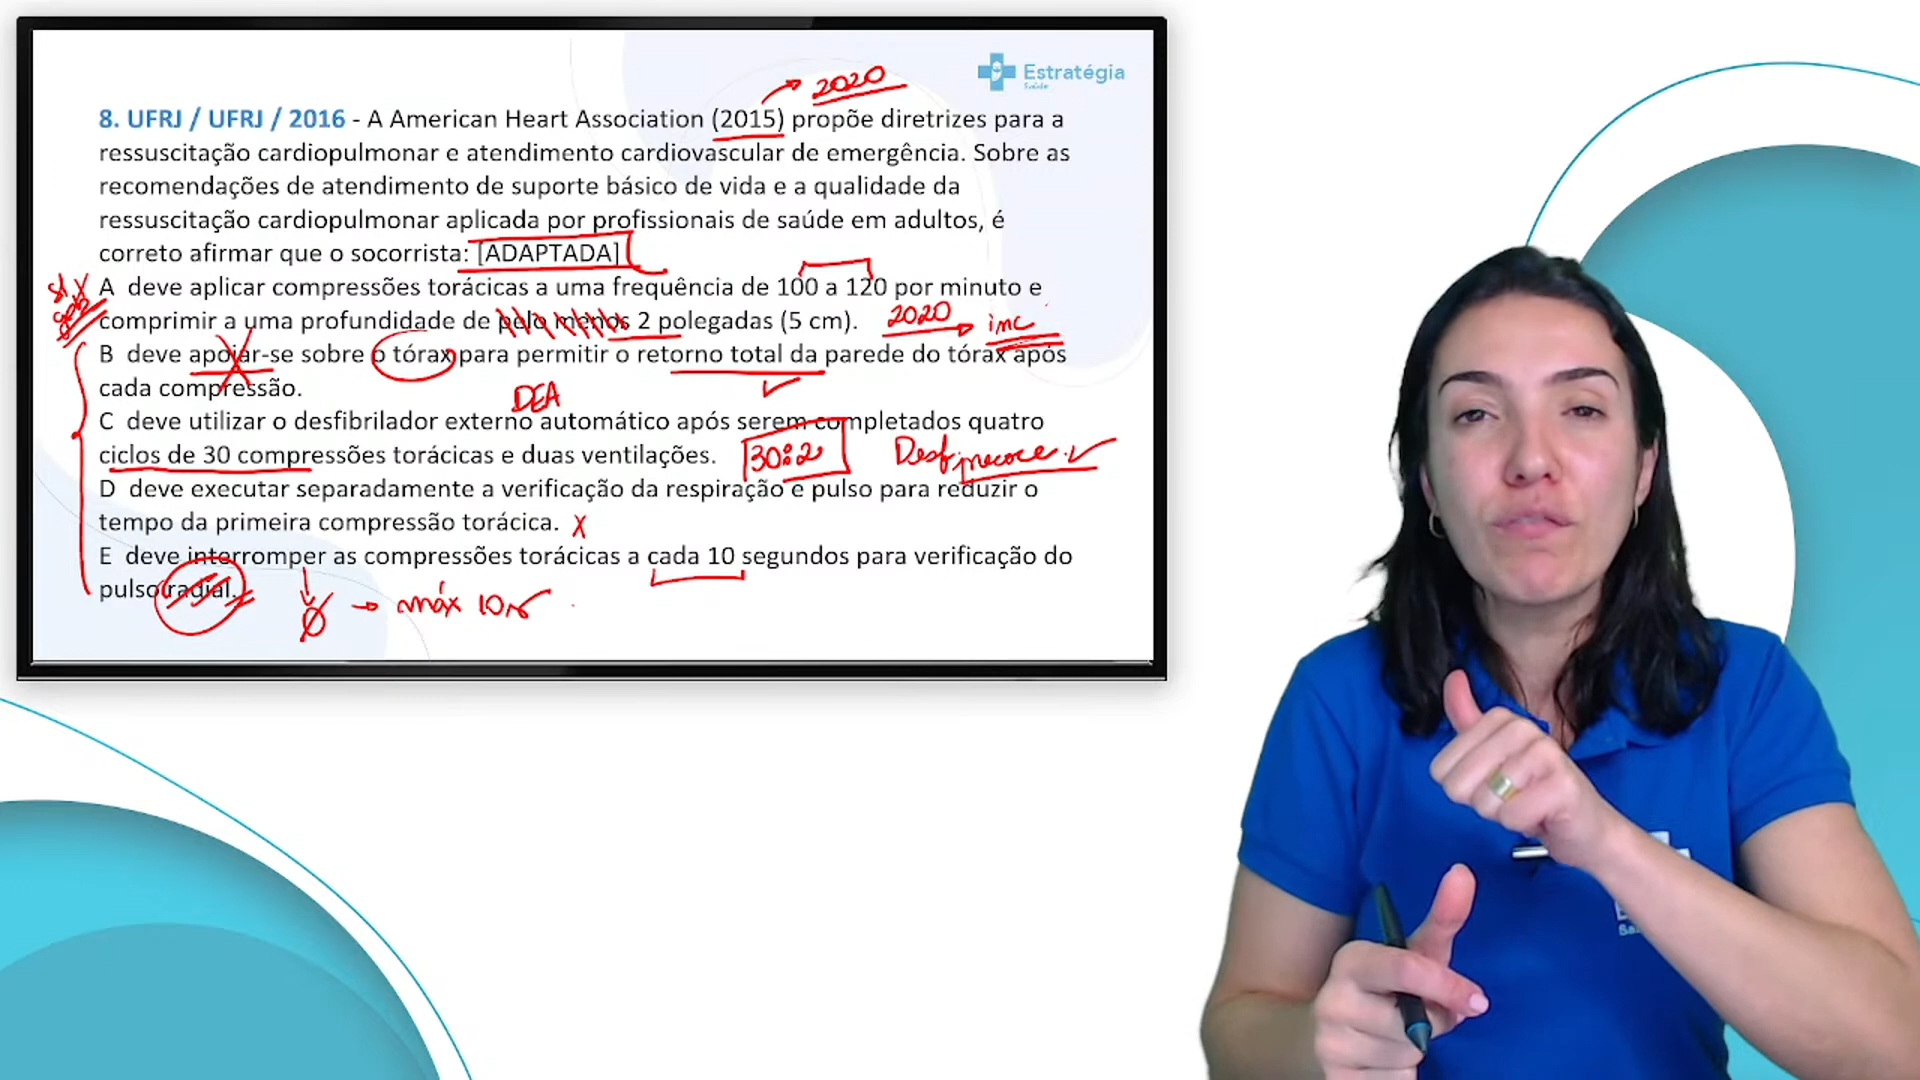 Estratégia
Saúde
2020
8. UFRJ / UFRJ / 2016 - A American Heart Association (2015) propõe diretrizes para a
ressuscitação cardiopulmonar e atendimento cardiovascular de emergência. Sobre as
recomendações de atendimento de suporte básico de vida e a qualidade da
ressuscitação cardiopulmonar aplicada por profissionais de saúde em adultos, é
correto afirmar que o socorrista: [ADAPTADA]
A deve aplicar compressões torácicas a uma frequência de 100 a 120 por minuto e
comprimir a uma profundidade de pelo menos 2 polegadas (5 cm). 2020 inc
B deve apoiar-se sobre o tórax para permitir o retorno total da parede do tórax após
cada compressão.
DEA
C deve utilizar o desfibrilador externo automático após serem completados quatro
ciclos de 30 compressões torácicas e duas ventilações. 30:2 Desf precoce
D deve executar separadamente a verificação da respiração e pulso para reduzir o
tempo da primeira compressão torácica. X
E deve interromper as compressões torácicas a cada 10 segundos para verificação do
pulso radial.
máx 10s